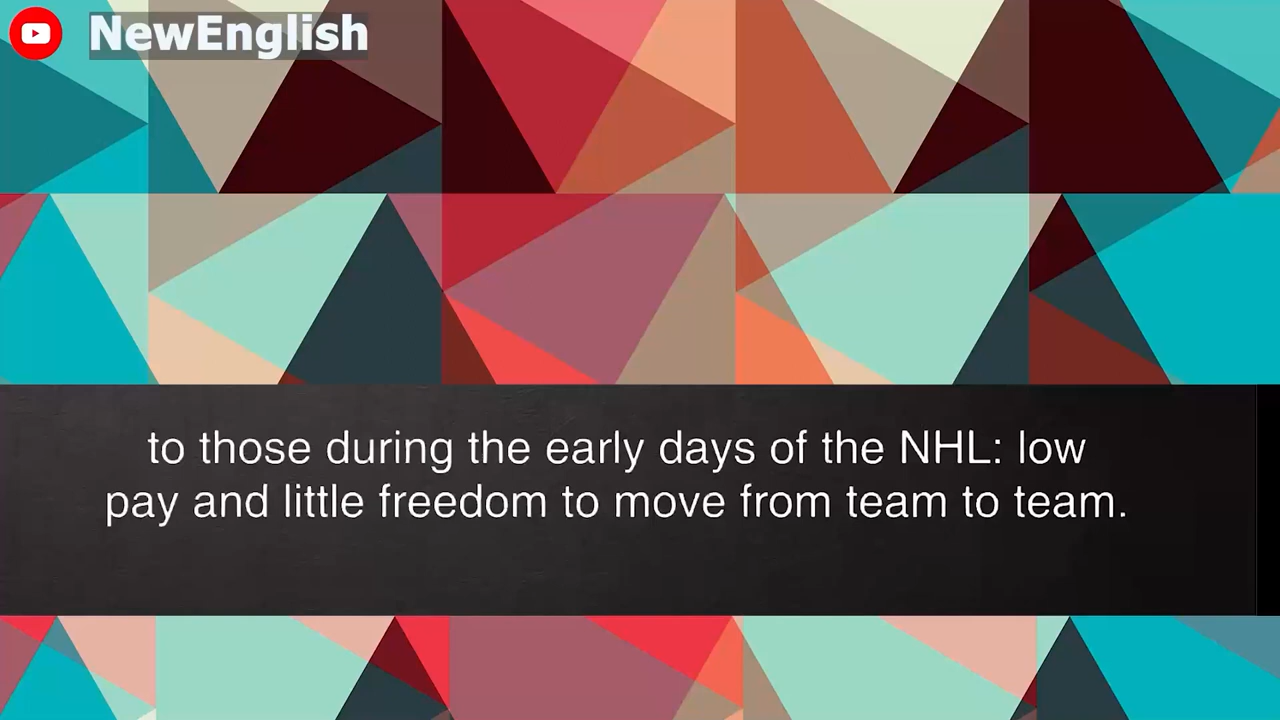 NewEnglish
to those during the early days of the NHL: low
pay and little freedom to move from team to team.